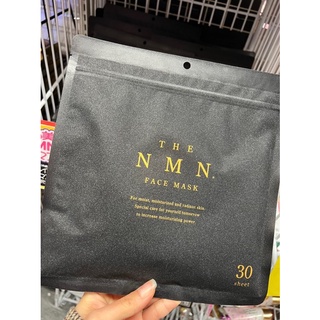 THE
NMN.
FACE MASK
For moist, moisturized and radiant skin.
Special care for yourself tomorrow
to increase moisturizing power.
30
sheet